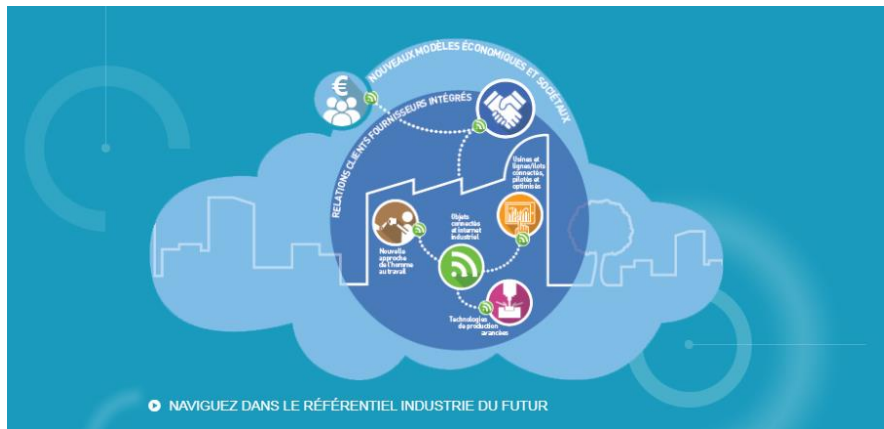 NOUVEAUX MODÈLES ÉCONOMIQUES ET SOCIÉTAUX
RELATIONS CLIENTS FOURNISSEURS INTÉGRÉS
Usines et
lignes/îlots
connectés,
pilotés et
optimisés
Objets
connectés
et internet
industriel
Nouvelle
approche
de l'homme
au travail
Technologies
de production
avancées
NAVIGUEZ DANS LE RÉFÉRENTIEL INDUSTRIE DU FUTUR